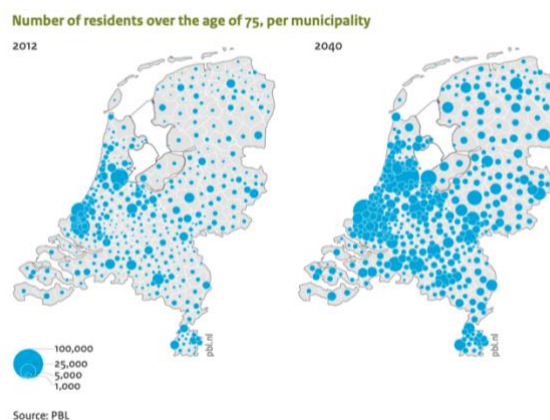 Number of residents over the age of 75, per municipality
2012
2040
pbl.nl
pbl.nl
100,000
25,000
5,000
1,000
Source: PBL